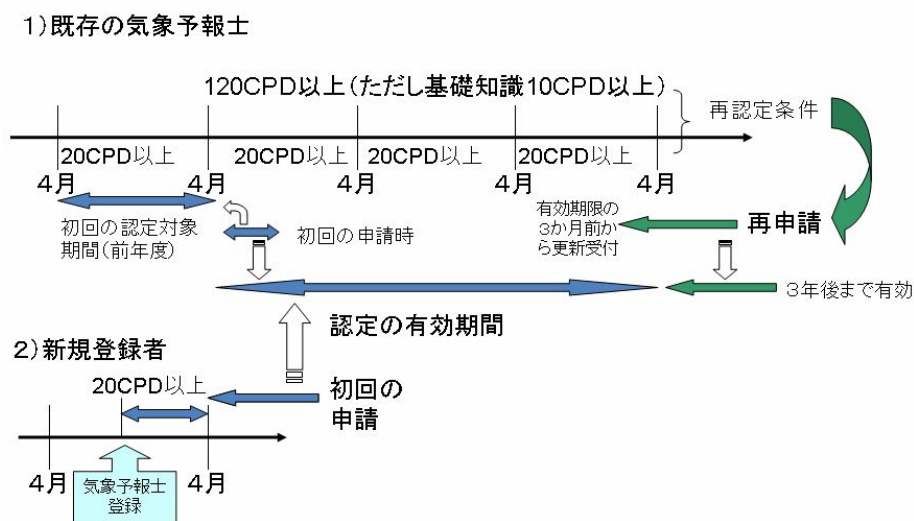 1)既存の気象予報士
120CPD以上(ただし基礎知識10CPD以上)
再認定条件
20CPD以上
20CPD以上
20CPD以上
20CPD以上
4月
4月
4月
4月
4月
初回の認定対象
期間(前年度)
初回の申請時
有効期限の
3か月前か
ら更新受付
再申請
3年後まで有効
認定の有効期間
2)新規登録者
20CPD以上
初回の
申請
4月
4月
気象予報士
登録